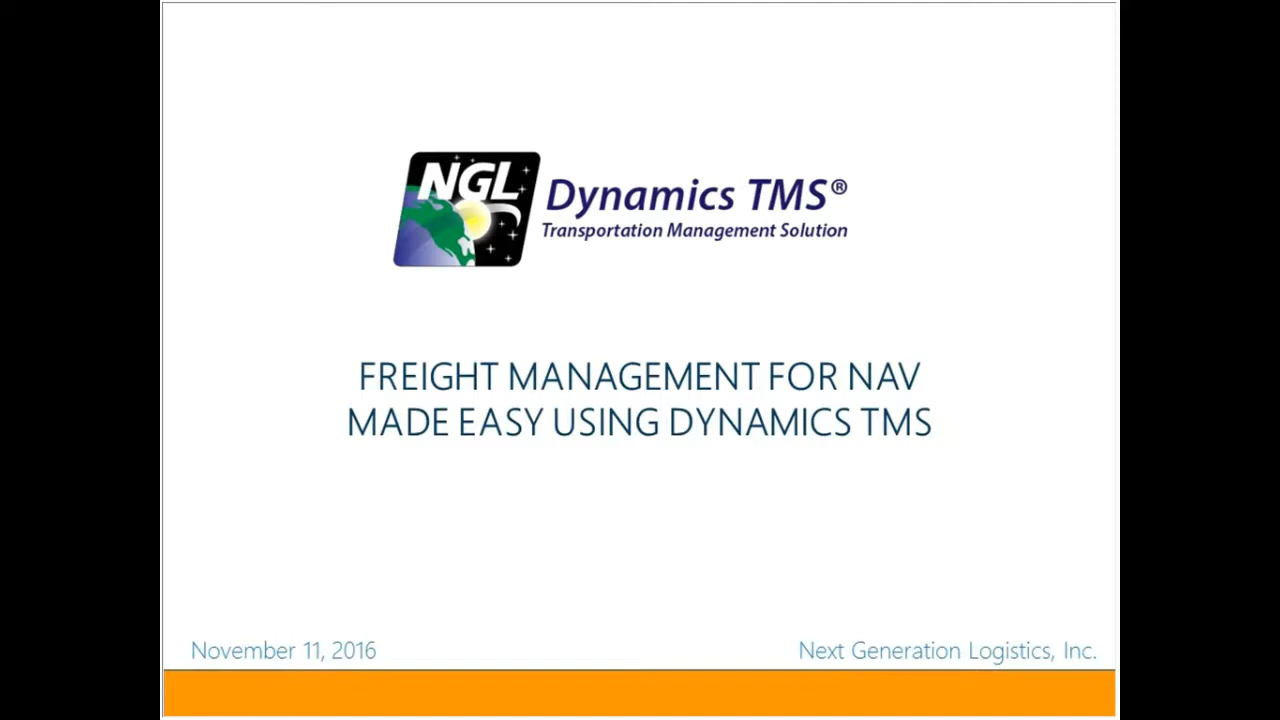 NGL
Dynamics TMS®
Transportation Management Solution
FREIGHT MANAGEMENT FOR NAV
MADE EASY USING DYNAMICS TMS
November 11, 2016
Next Generation Logistics, Inc.